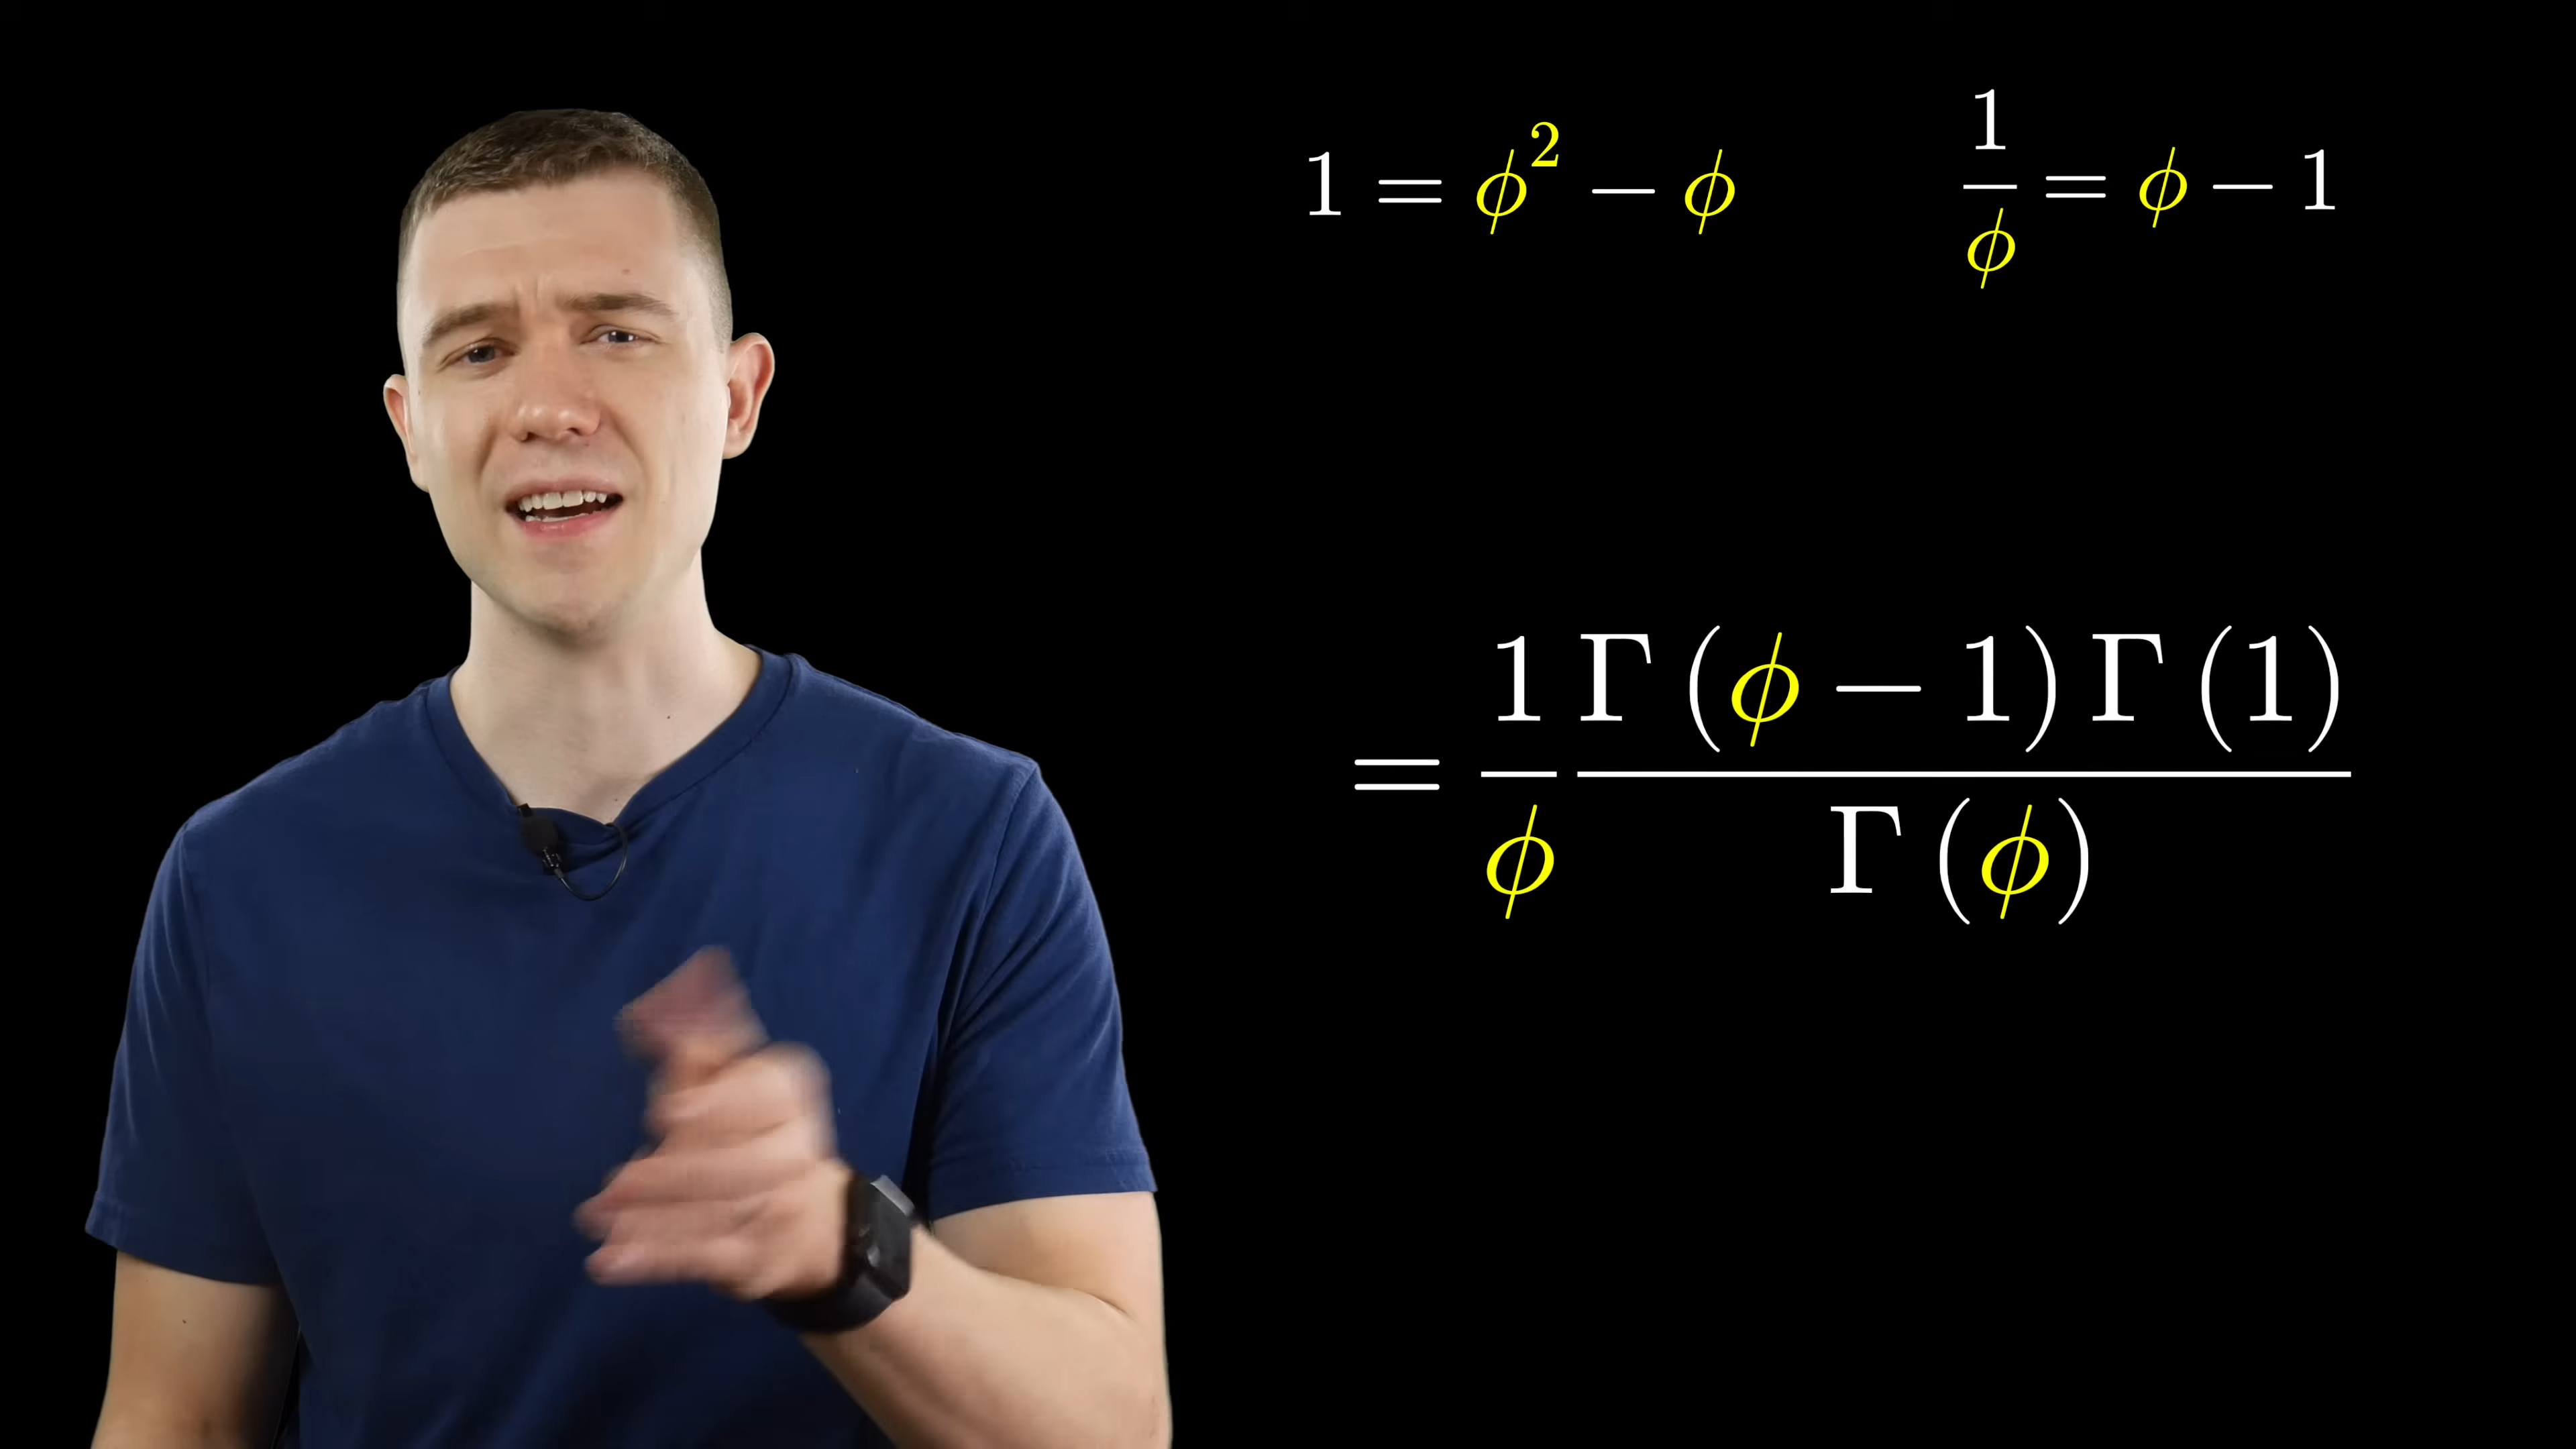 1 = ϕ² − ϕ
1/ϕ = ϕ − 1
= 1/ϕ Γ(ϕ − 1) Γ(1)/Γ(ϕ)